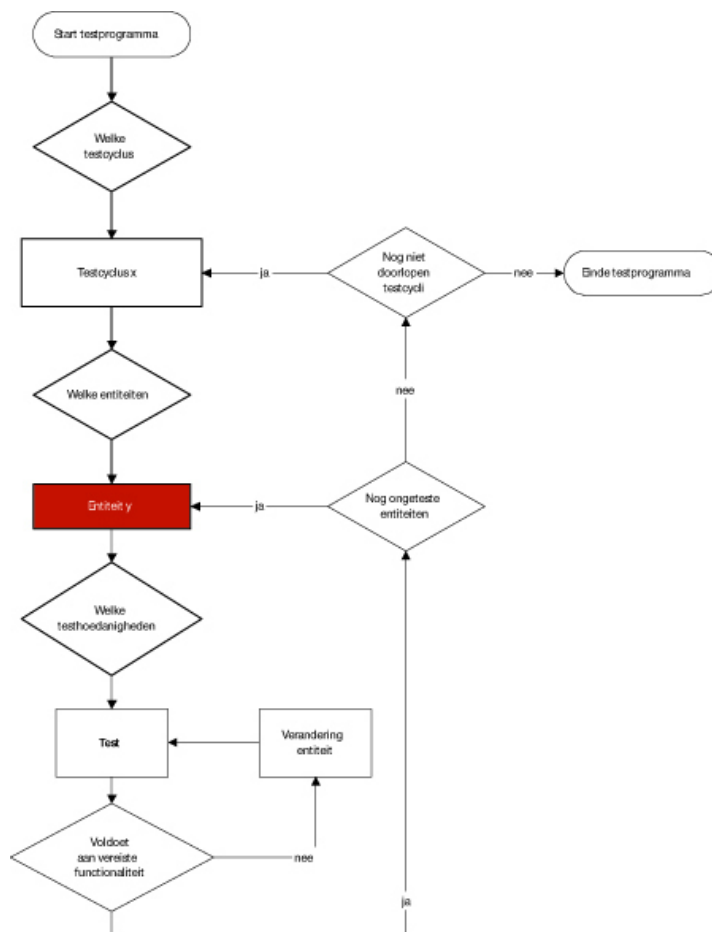 Start testprogramma
Welke
testcyclus
Testcyclus x
ja
Nog niet
doorlopen
testcycli
nee
Einde testprogramma
Welke entiteiten
nee
Entiteit y
ja
Nog ongeteste
entiteiten
Welke
testhoedanigheden
Test
Verandering
entiteit
Voldoet
aan vereiste
functionaliteit
nee
ja